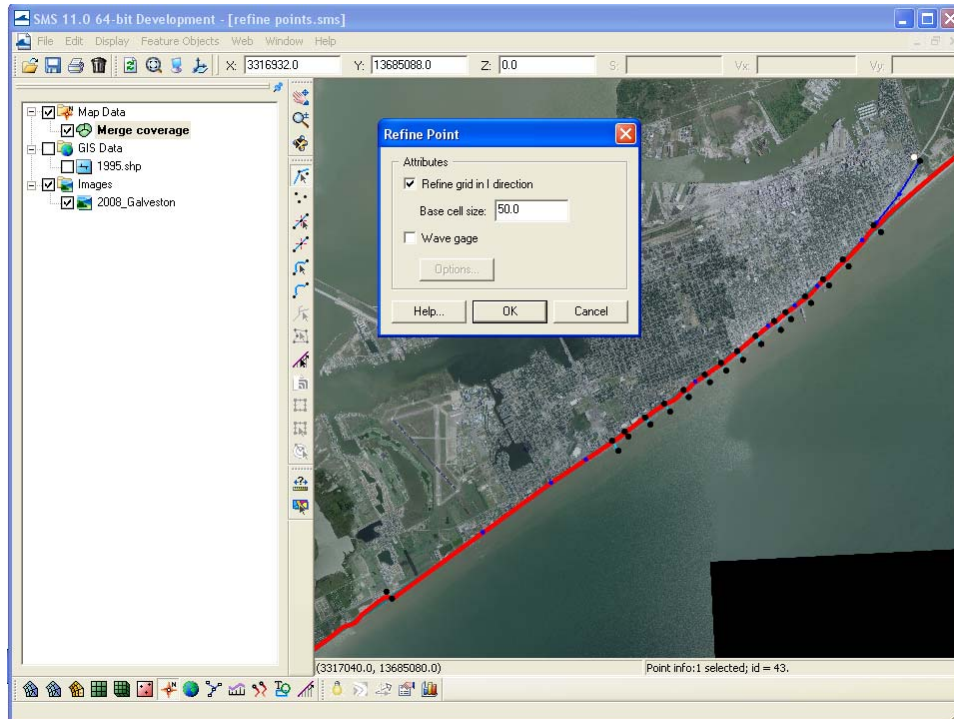 SMS 11.0 64-bit Development - [refine points.sms]
File Edit Display Feature Objects Web Window Help
X: 3316932.0 Y: 13685088.0 Z: 0.0 S: Vx: Vy:
Map Data
Merge coverage
GIS Data
1995.shp
Images
2008_Galveston
Refine Point
Attributes
Refine grid in I direction
Base cell size: 50.0
Wave gage
Options...
Help... OK Cancel
(3317040.0, 13685080.0) Point info:1 selected; id = 43.